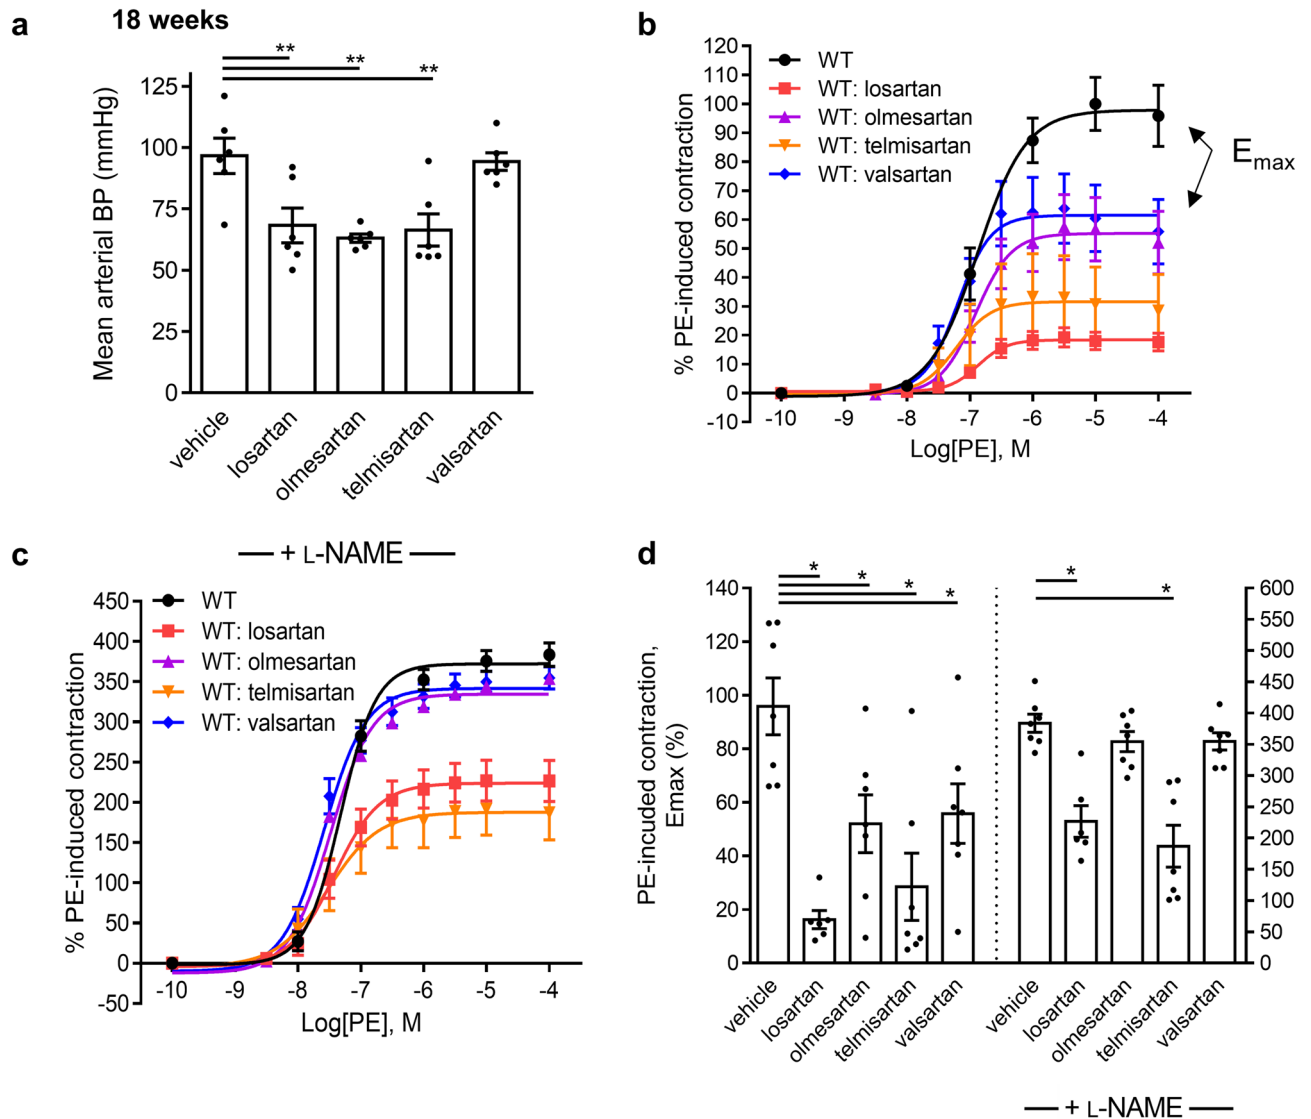 a
18 weeks
**
**
**
Mean arterial BP (mmHg)
125
100
75
50
25
0
vehicle
losartan
olmesartan
telmisartan
valsartan
b
WT
WT: losartan
WT: olmesartan
WT: telmisartan
WT: valsartan
Emax
% PE-induced contraction
120
110
100
90
80
70
60
50
40
30
20
10
0
-10
-10
-9
-8
-7
-6
-5
-4
Log[PE], M
c
+ L-NAME
WT
WT: losartan
WT: olmesartan
WT: telmisartan
WT: valsartan
% PE-induced contraction
450
400
350
300
250
200
150
100
50
0
-50
-10
-9
-8
-7
-6
-5
-4
Log[PE], M
d
*
*
*
*
*
*
PE-incuded contraction,
Emax (%)
140
120
100
80
60
40
20
0
600
550
500
450
400
350
300
250
200
150
100
50
0
vehicle
losartan
olmesartan
telmisartan
valsartan
vehicle
losartan
olmesartan
telmisartan
valsartan
+ L-NAME